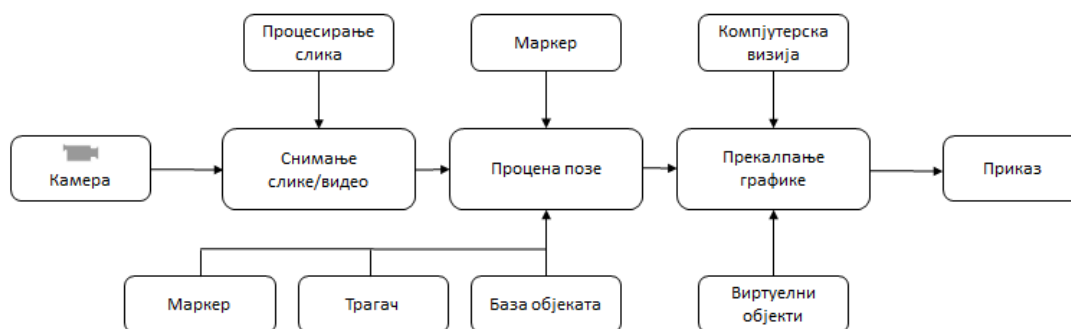 Процесирање
слика
Маркер
Компјутерска
визија
Камера
Снимање
слике/видео
Процена позе
Прекалпање
графике
Приказ
Маркер
Трагач
База објеката
Виртуелни
објекти